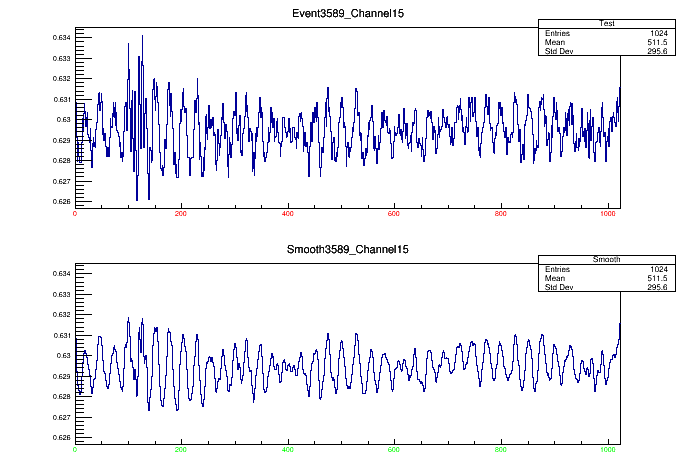 Event3589_Channel15
Test
Entries 1024
Mean 511.5
Std Dev 295.6
0.634
0.633
0.632
0.631
0.63
0.629
0.628
0.627
0.626
0 200 400 600 800 1000
Smooth3589_Channel15
Smooth
Entries 1024
Mean 511.5
Std Dev 295.6
0.634
0.633
0.632
0.631
0.63
0.629
0.628
0.627
0.626
0 200 400 600 800 1000